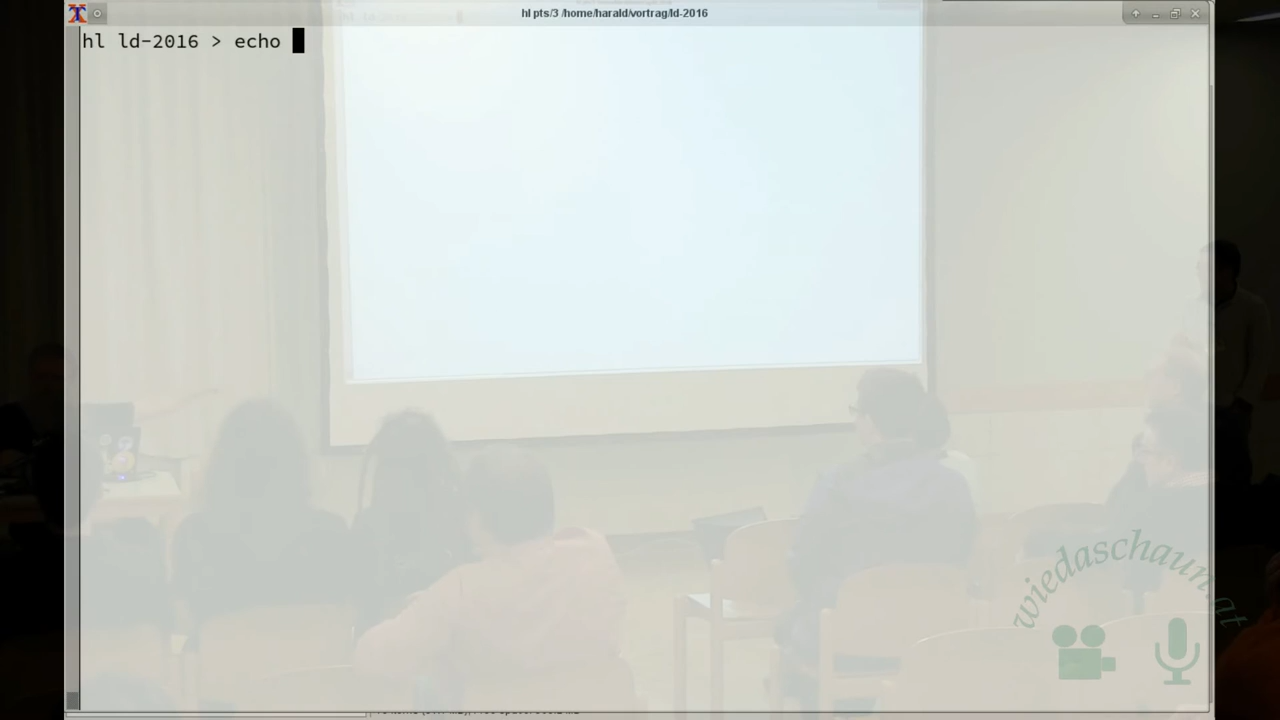 hl pts/3 /home/harald/vortrag/ld-2016
hl ld-2016 > echo
wiedaschaun.at